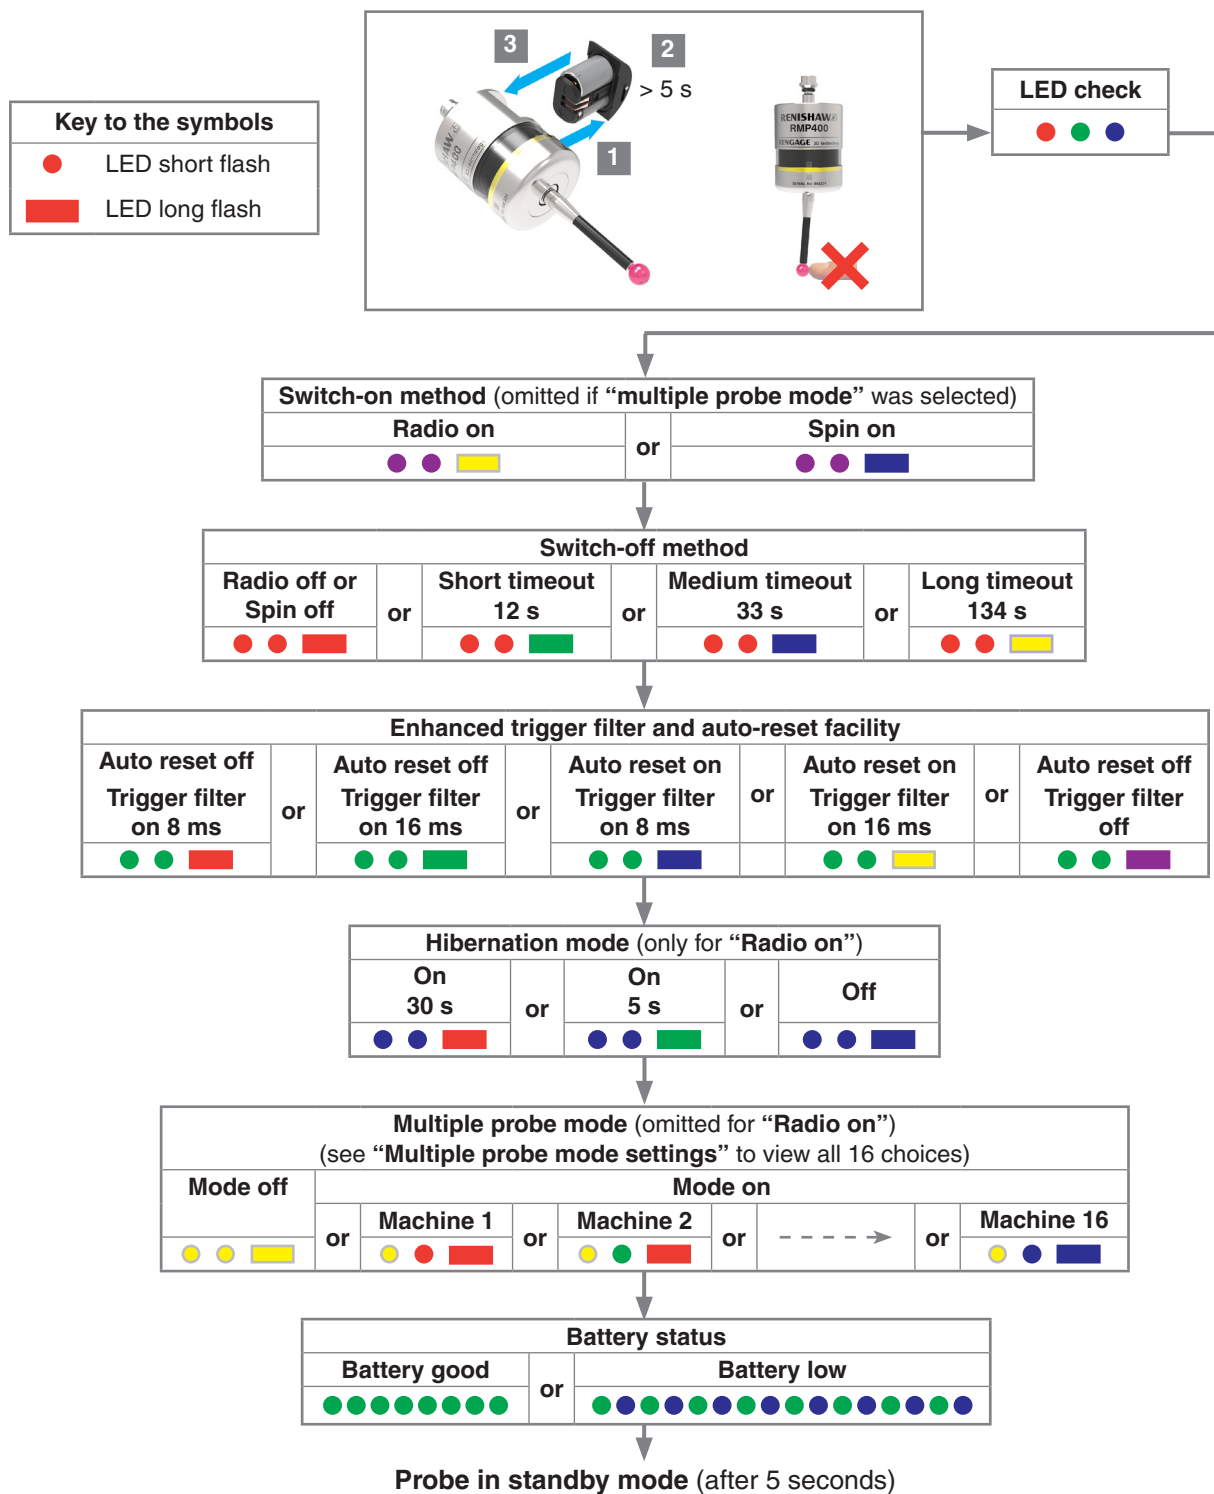 3
2
> 5 s
1
RENISHAW
RMP400
RENGAGE
LED check
Key to the symbols
LED short flash
LED long flash
Switch-on method (omitted if “multiple probe mode” was selected)
Radio on
or
Spin on
Switch-off method
Radio off or
Spin off
or
Short timeout
12 s
or
Medium timeout
33 s
or
Long timeout
134 s
Enhanced trigger filter and auto-reset facility
Auto reset off
Trigger filter
on 8 ms
or
Auto reset off
Trigger filter
on 16 ms
or
Auto reset on
Trigger filter
on 8 ms
or
Auto reset on
Trigger filter
on 16 ms
or
Auto reset off
Trigger filter
off
Hibernation mode (only for “Radio on”)
On
30 s
or
On
5 s
or
Off
Multiple probe mode (omitted for “Radio on”)
(see “Multiple probe mode settings” to view all 16 choices)
Mode off
Mode on
or
Machine 1
or
Machine 2
or
or
Machine 16
Battery status
Battery good
or
Battery low
Probe in standby mode (after 5 seconds)